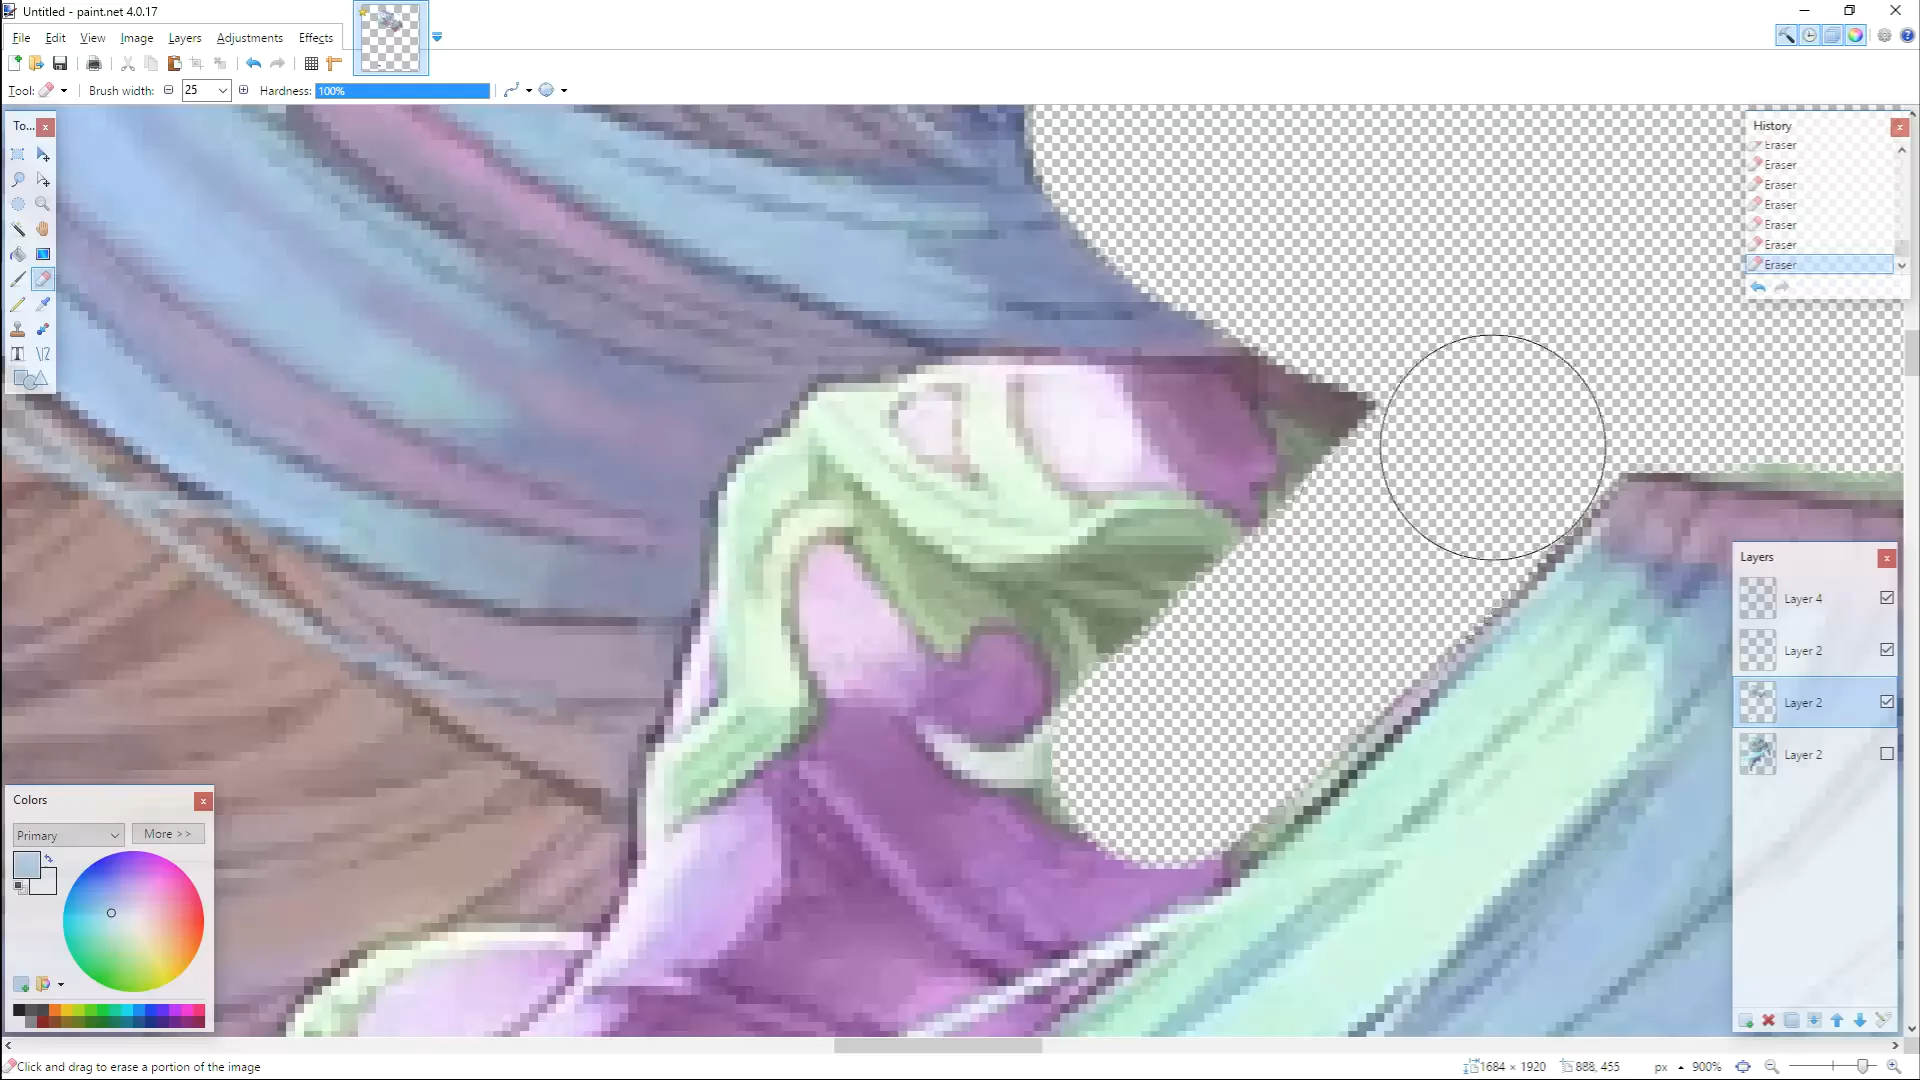 Untitled - paint.net 4.0.17
File Edit View Image Layers Adjustments Effects
Tool: Brush width: 25 Hardness: 100%
To...
History
Eraser
Eraser
Eraser
Eraser
Eraser
Eraser
Eraser
Layers
Layer 4
Layer 2
Layer 2
Layer 2
Colors
Primary
More >>
Click and drag to erase a portion of the image
1684 × 1920
888, 455
px
900%